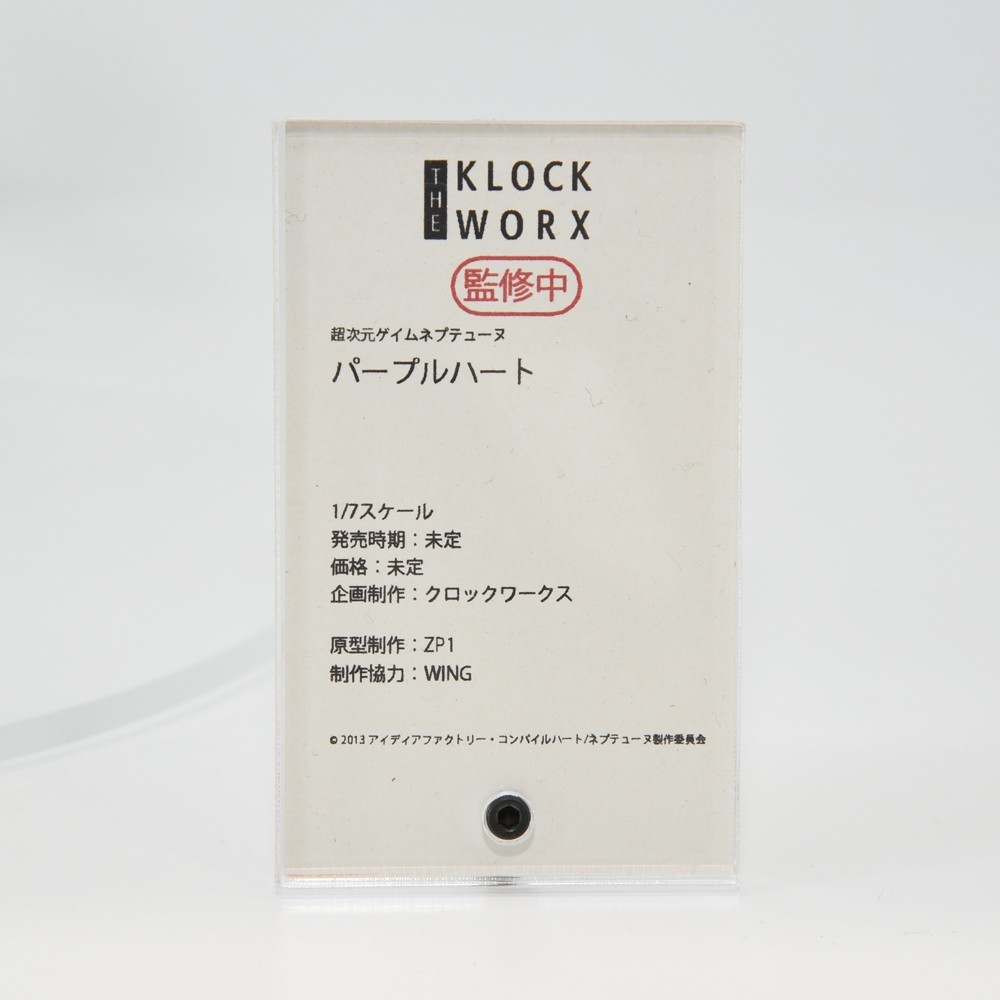 THE
KLOCK
WORX
監修中
超次元ゲイムネプテューヌ
パープルハート
1/7スケール
発売時期：未定
価格：未定
企画制作：クロックワークス
原型制作：ZP1
制作協力：WING
© 2013 アイディアファクトリー・コンパイルハート/ネプテューヌ製作委員会